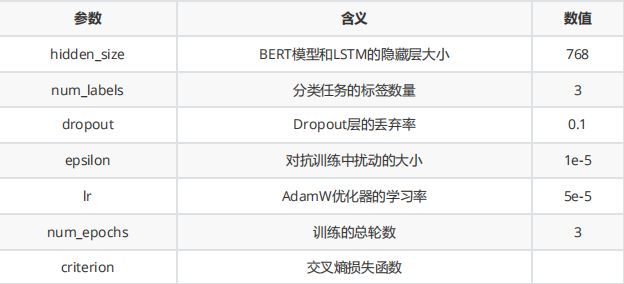 参数 含义 数值
hidden_size BERT模型和LSTM的隐藏层大小 768
num_labels 分类任务的标签数量 3
dropout Dropout层的丢弃率 0.1
epsilon 对抗训练中扰动的大小 1e-5
lr AdamW优化器的学习率 5e-5
num_epochs 训练的总轮数 3
criterion 交叉熵损失函数